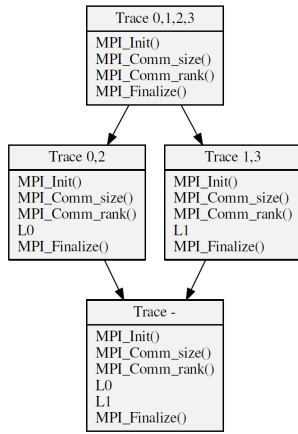 Trace 0,1,2,3
MPI_Init()
MPI_Comm_size()
MPI_Comm_rank()
MPI_Finalize()
Trace 0,2
MPI_Init()
MPI_Comm_size()
MPI_Comm_rank()
L0
MPI_Finalize()
Trace 1,3
MPI_Init()
MPI_Comm_size()
MPI_Comm_rank()
L1
MPI_Finalize()
Trace -
MPI_Init()
MPI_Comm_size()
MPI_Comm_rank()
L0
L1
MPI_Finalize()